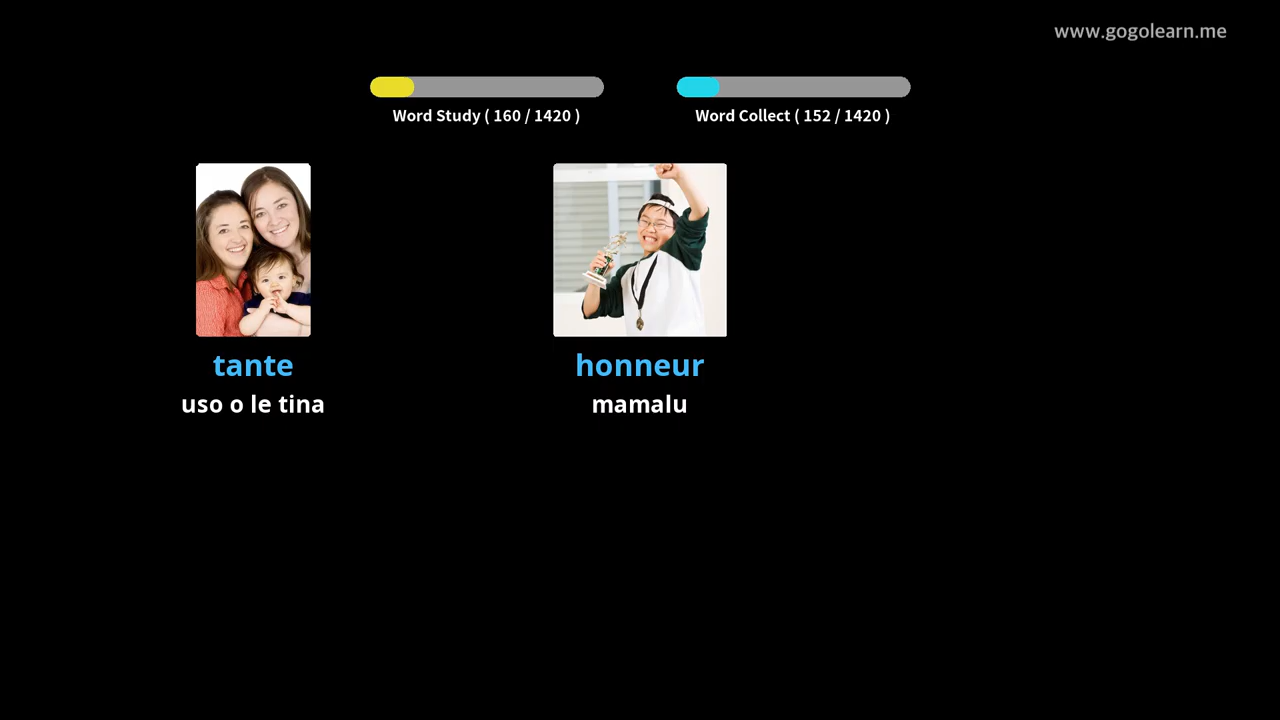 www.gogolearn.me
Word Study ( 160 / 1420 )
Word Collect ( 152 / 1420 )
tante
uso o le tina
honneur
mamalu